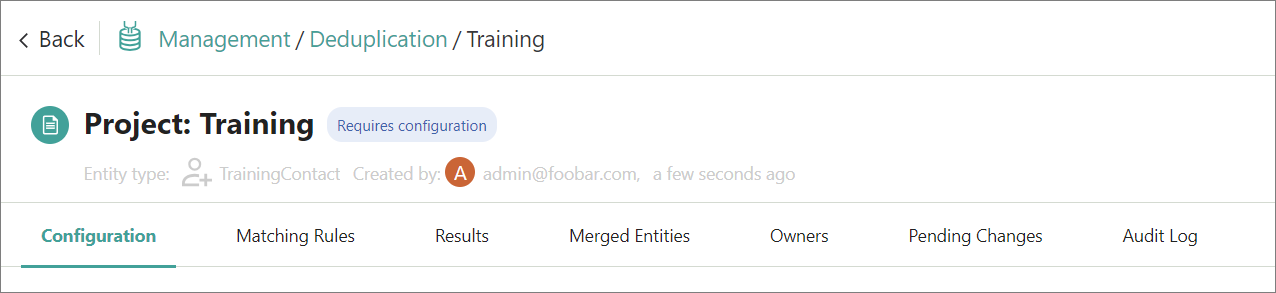 Back Management / Deduplication / Training
Project: Training Requires configuration
Entity type: TrainingContact Created by: A admin@foobar.com, a few seconds ago
Configuration Matching Rules Results Merged Entities Owners Pending Changes Audit Log